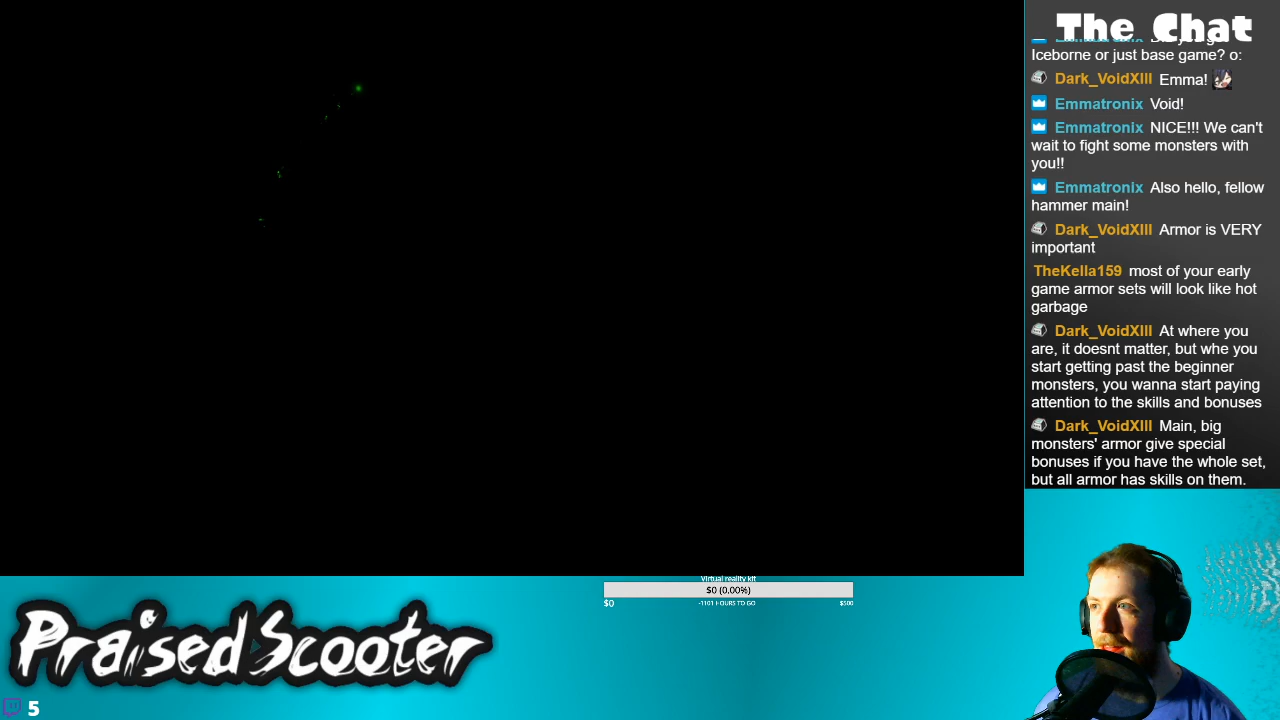 The Chat
Iceborne or just base game? o:
Dark_VoidXIII Emma!
Emmatronix Void!
Emmatronix NICE!!! We can't
wait to fight some monsters with
you!!
Emmatronix Also hello, fellow
hammer main!
Dark_VoidXIII Armor is VERY
important
TheKella159 most of your early
game armor sets will look like hot
garbage
Dark_VoidXIII At where you
are, it doesnt matter, but whe you
start getting past the beginner
monsters, you wanna start paying
attention to the skills and bonuses
Dark_VoidXIII Main, big
monsters' armor give special
bonuses if you have the whole set,
but all armor has skills on them.
Virtual reality kit
$0 (0.00%)
$0 -1101 HOURS TO GO $500
PraisedScooter
5